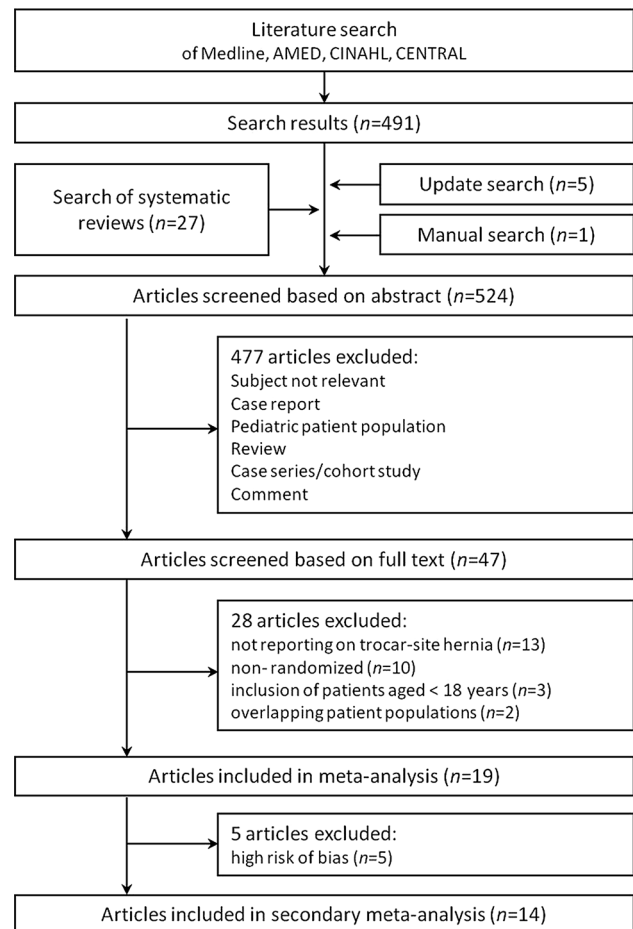 Literature search
of Medline, AMED, CINAHL, CENTRAL
Search results (n=491)
Search of systematic
reviews (n=27)
Update search (n=5)
Manual search (n=1)
Articles screened based on abstract (n=524)
477 articles excluded:
Subject not relevant
Case report
Pediatric patient population
Review
Case series/cohort study
Comment
Articles screened based on full text (n=47)
28 articles excluded:
not reporting on trocar-site hernia (n=13)
non- randomized (n=10)
inclusion of patients aged < 18 years (n=3)
overlapping patient populations (n=2)
Articles included in meta-analysis (n=19)
5 articles excluded:
high risk of bias (n=5)
Articles included in secondary meta-analysis (n=14)